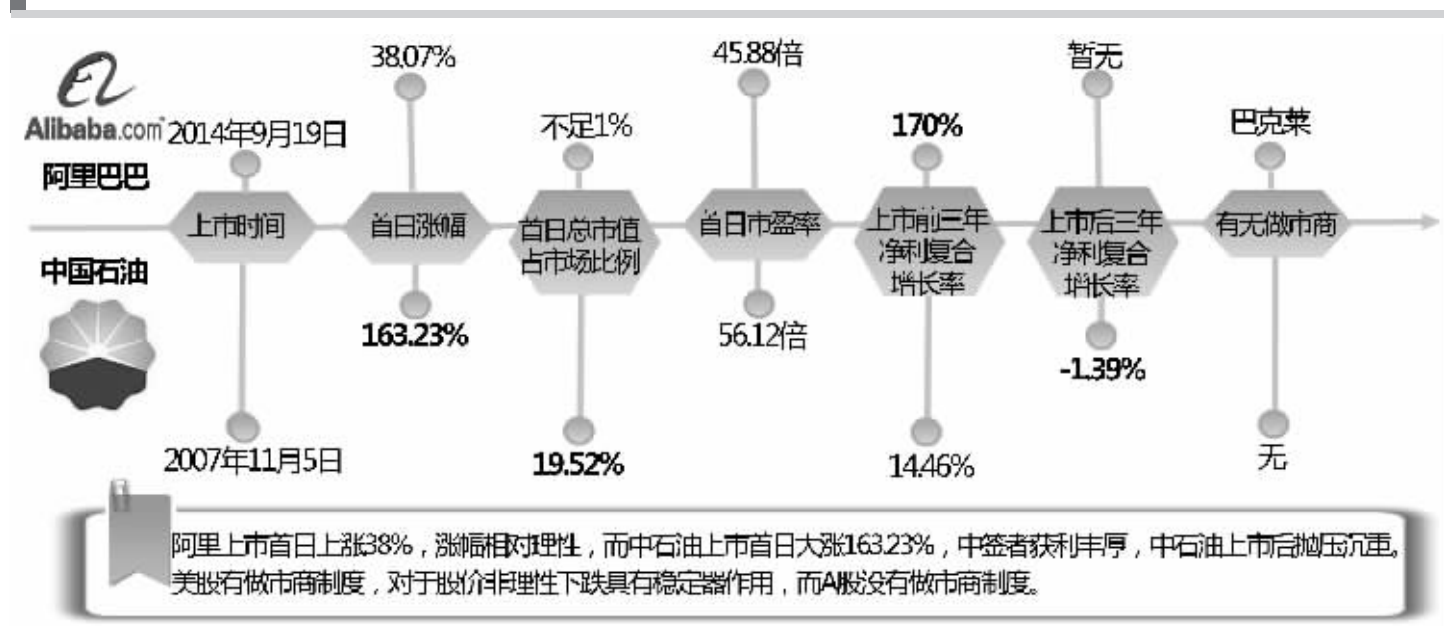 38.07%
45.88倍
暂无
Alibaba.com
2014年9月19日
不足1%
170%
巴克莱
阿里巴巴
上市时间
首日涨幅
首日总市值
占市场比例
首日市盈率
上市前三年
净利复合
增长率
上市后三年
净利复合
增长率
有无做市商
中国石油
163.23%
56.12倍
-1.39%
2007年11月5日
19.52%
14.46%
无
阿里上市首日上涨38%，涨幅相对理性，而中石油上市首日大涨163.23%，中签者获利丰厚，中石油上市后抛压沉重。
美股有做市商制度，对于股价非理性下跌具有稳定器作用，而A股没有做市商制度。